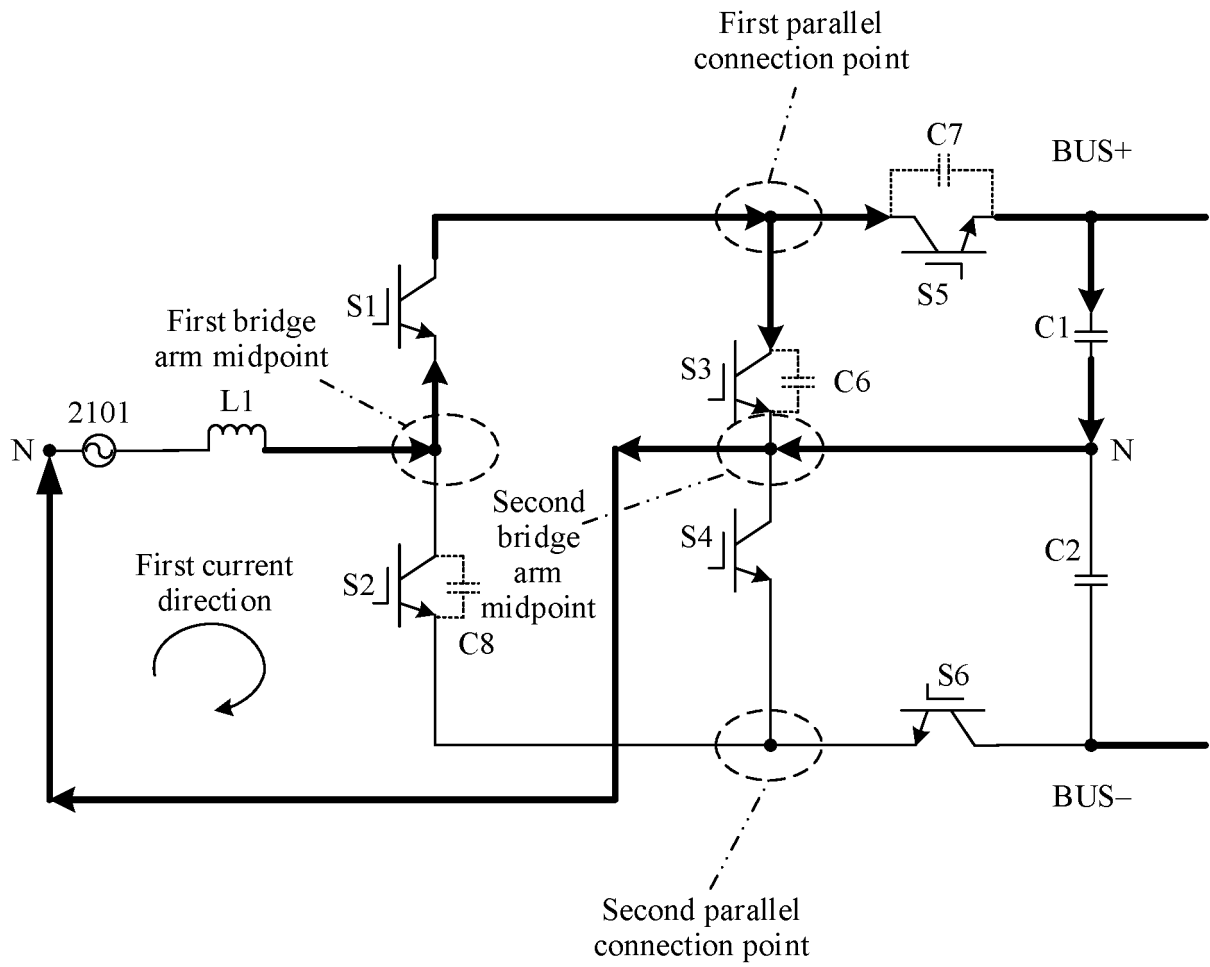 First parallel
connection point
C7
BUS+
S5
S1
First bridge
arm midpoint
C1
S3
C6
2101
L1
N
N
Second
bridge
arm
midpoint
S4
C2
First current
direction
S2
C8
S6
BUS–
Second parallel
connection point